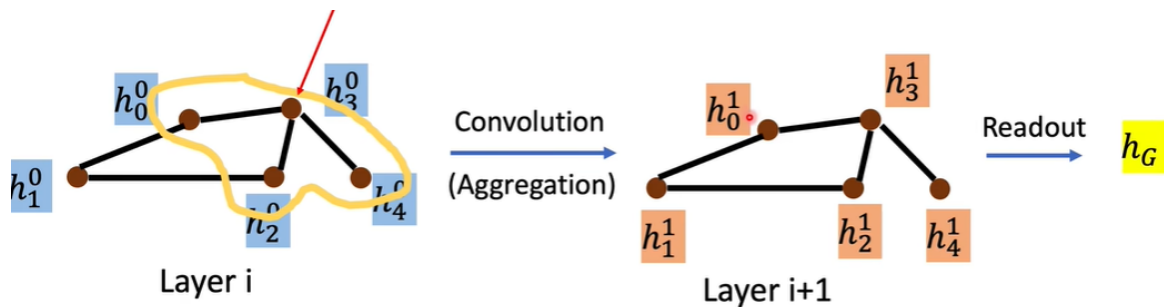 h_0^0
h_3^0
h_1^0
h_2^0
h_4^0
Layer i
Convolution
(Aggregation)
h_0^1
h_3^1
h_1^1
h_2^1
h_4^1
Layer i+1
Readout
h_G